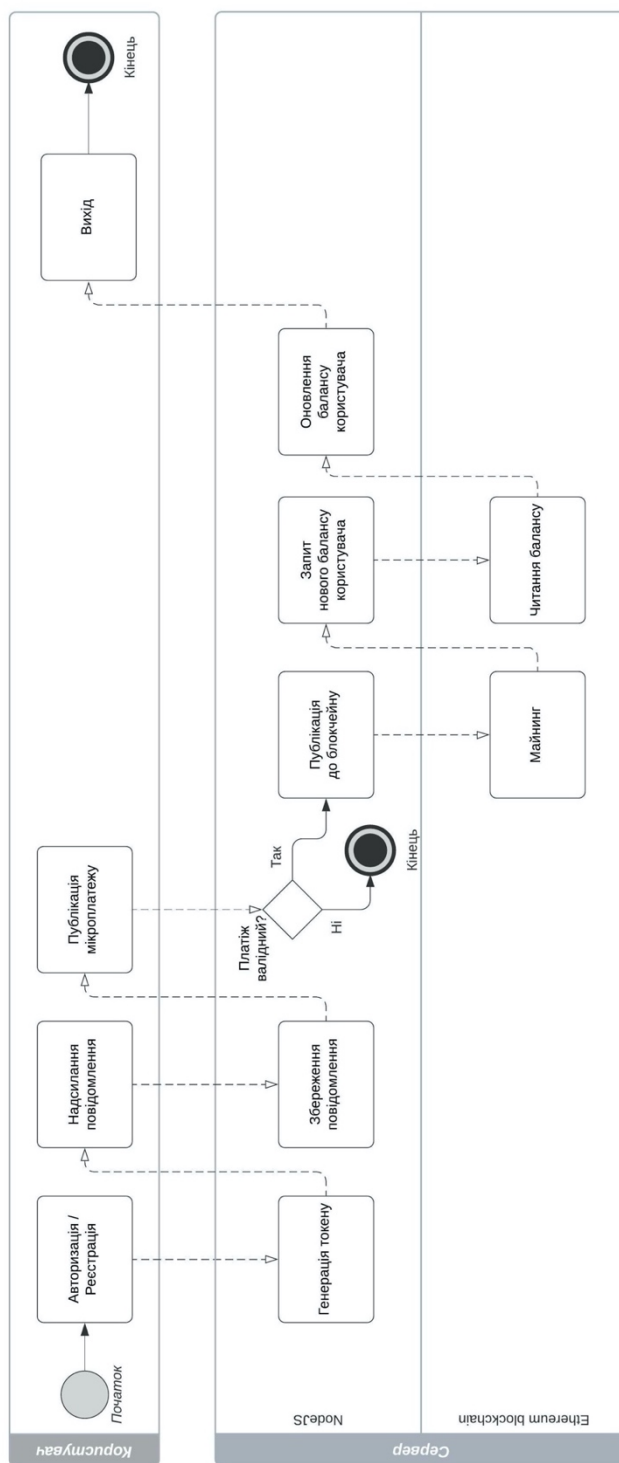 Користувач
Початок
Авторизація /
Реєстрація
Надсилання
повідомлення
Публікація
мікроплатежу
Вихід
Кінець
Сервер
NodeJS
Генерація токену
Збереження
повідомлення
Платіж
валідний?
Так
Ні
Кінець
Публікація
до блокчейну
Запит
нового балансу
користувача
Оновлення
балансу
користувача
Ethereum blockchain
Майнинг
Читання балансу